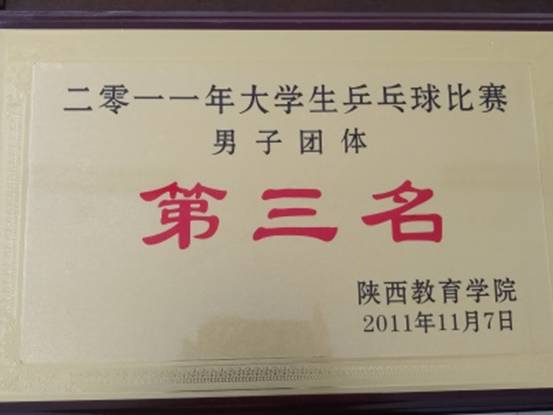 二零一一年大学生乒乓球比赛
男子团体
第三名
陕西教育学院
2011年11月7日